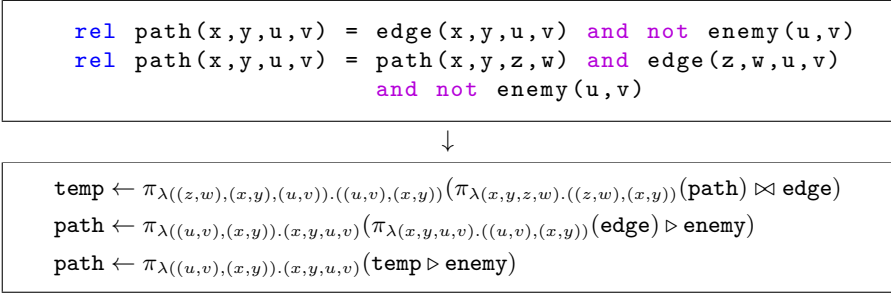 rel path(x,y,u,v) = edge(x,y,u,v) and not enemy(u,v)
rel path(x,y,u,v) = path(x,y,z,w) and edge(z,w,u,v)
and not enemy(u,v)
↓
temp ← π_{λ((z,w),(x,y),(u,v)).((u,v),(x,y))}(π_{λ(x,y,z,w).((z,w),(x,y))}(path) ⋈ edge)
path ← π_{λ((u,v),(x,y)).(x,y,u,v)}(π_{λ(x,y,u,v).((u,v),(x,y))}(edge) ▷ enemy)
path ← π_{λ((u,v),(x,y)).(x,y,u,v)}(temp ▷ enemy)